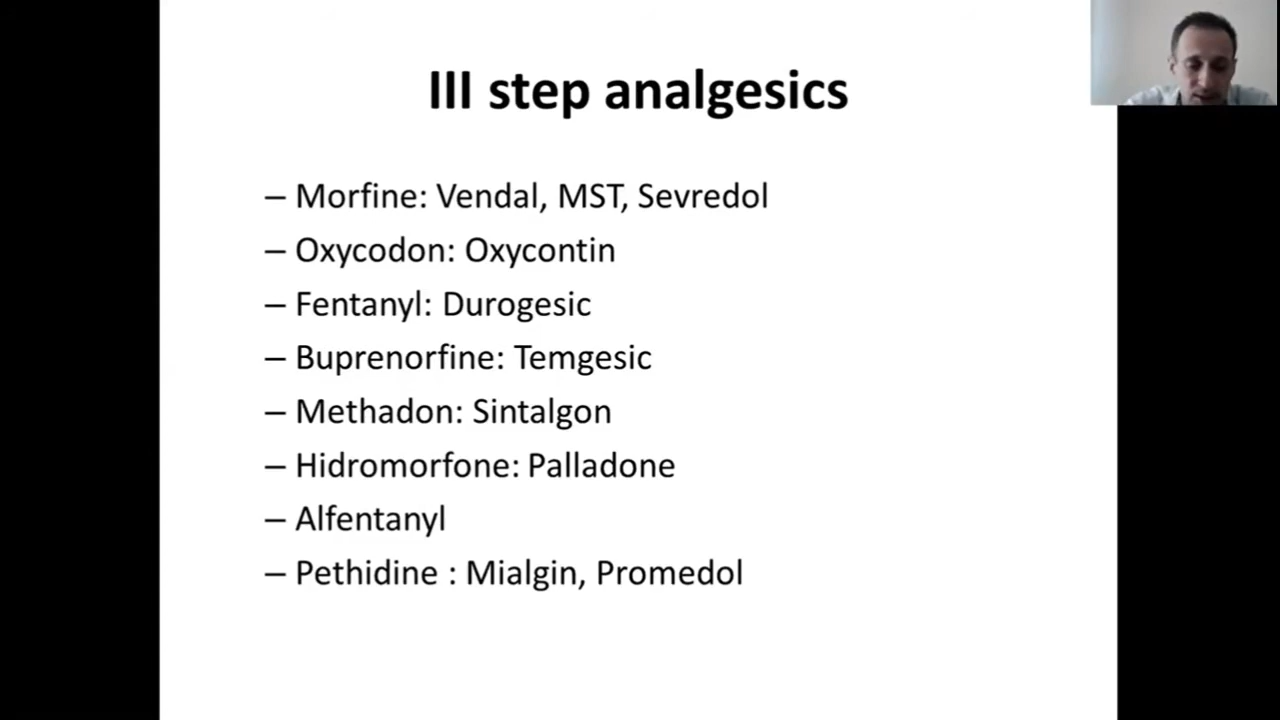 III step analgesics
– Morfine: Vendal, MST, Sevredol
– Oxycodon: Oxycontin
– Fentanyl: Durogesic
– Buprenorfine: Temgesic
– Methadon: Sintalgon
– Hidromorfone: Palladone
– Alfentanyl
– Pethidine : Mialgin, Promedol